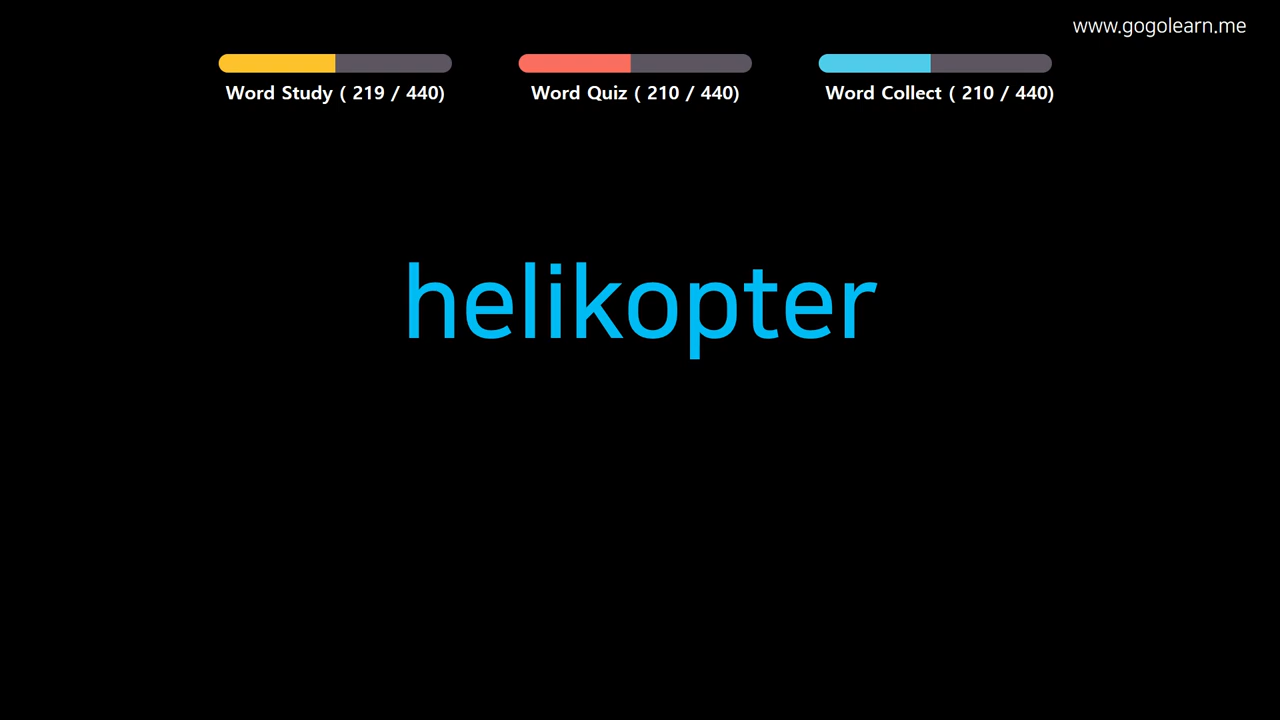 www.gogolearn.me
Word Study ( 219 / 440)
Word Quiz ( 210 / 440)
Word Collect ( 210 / 440)
helikopter